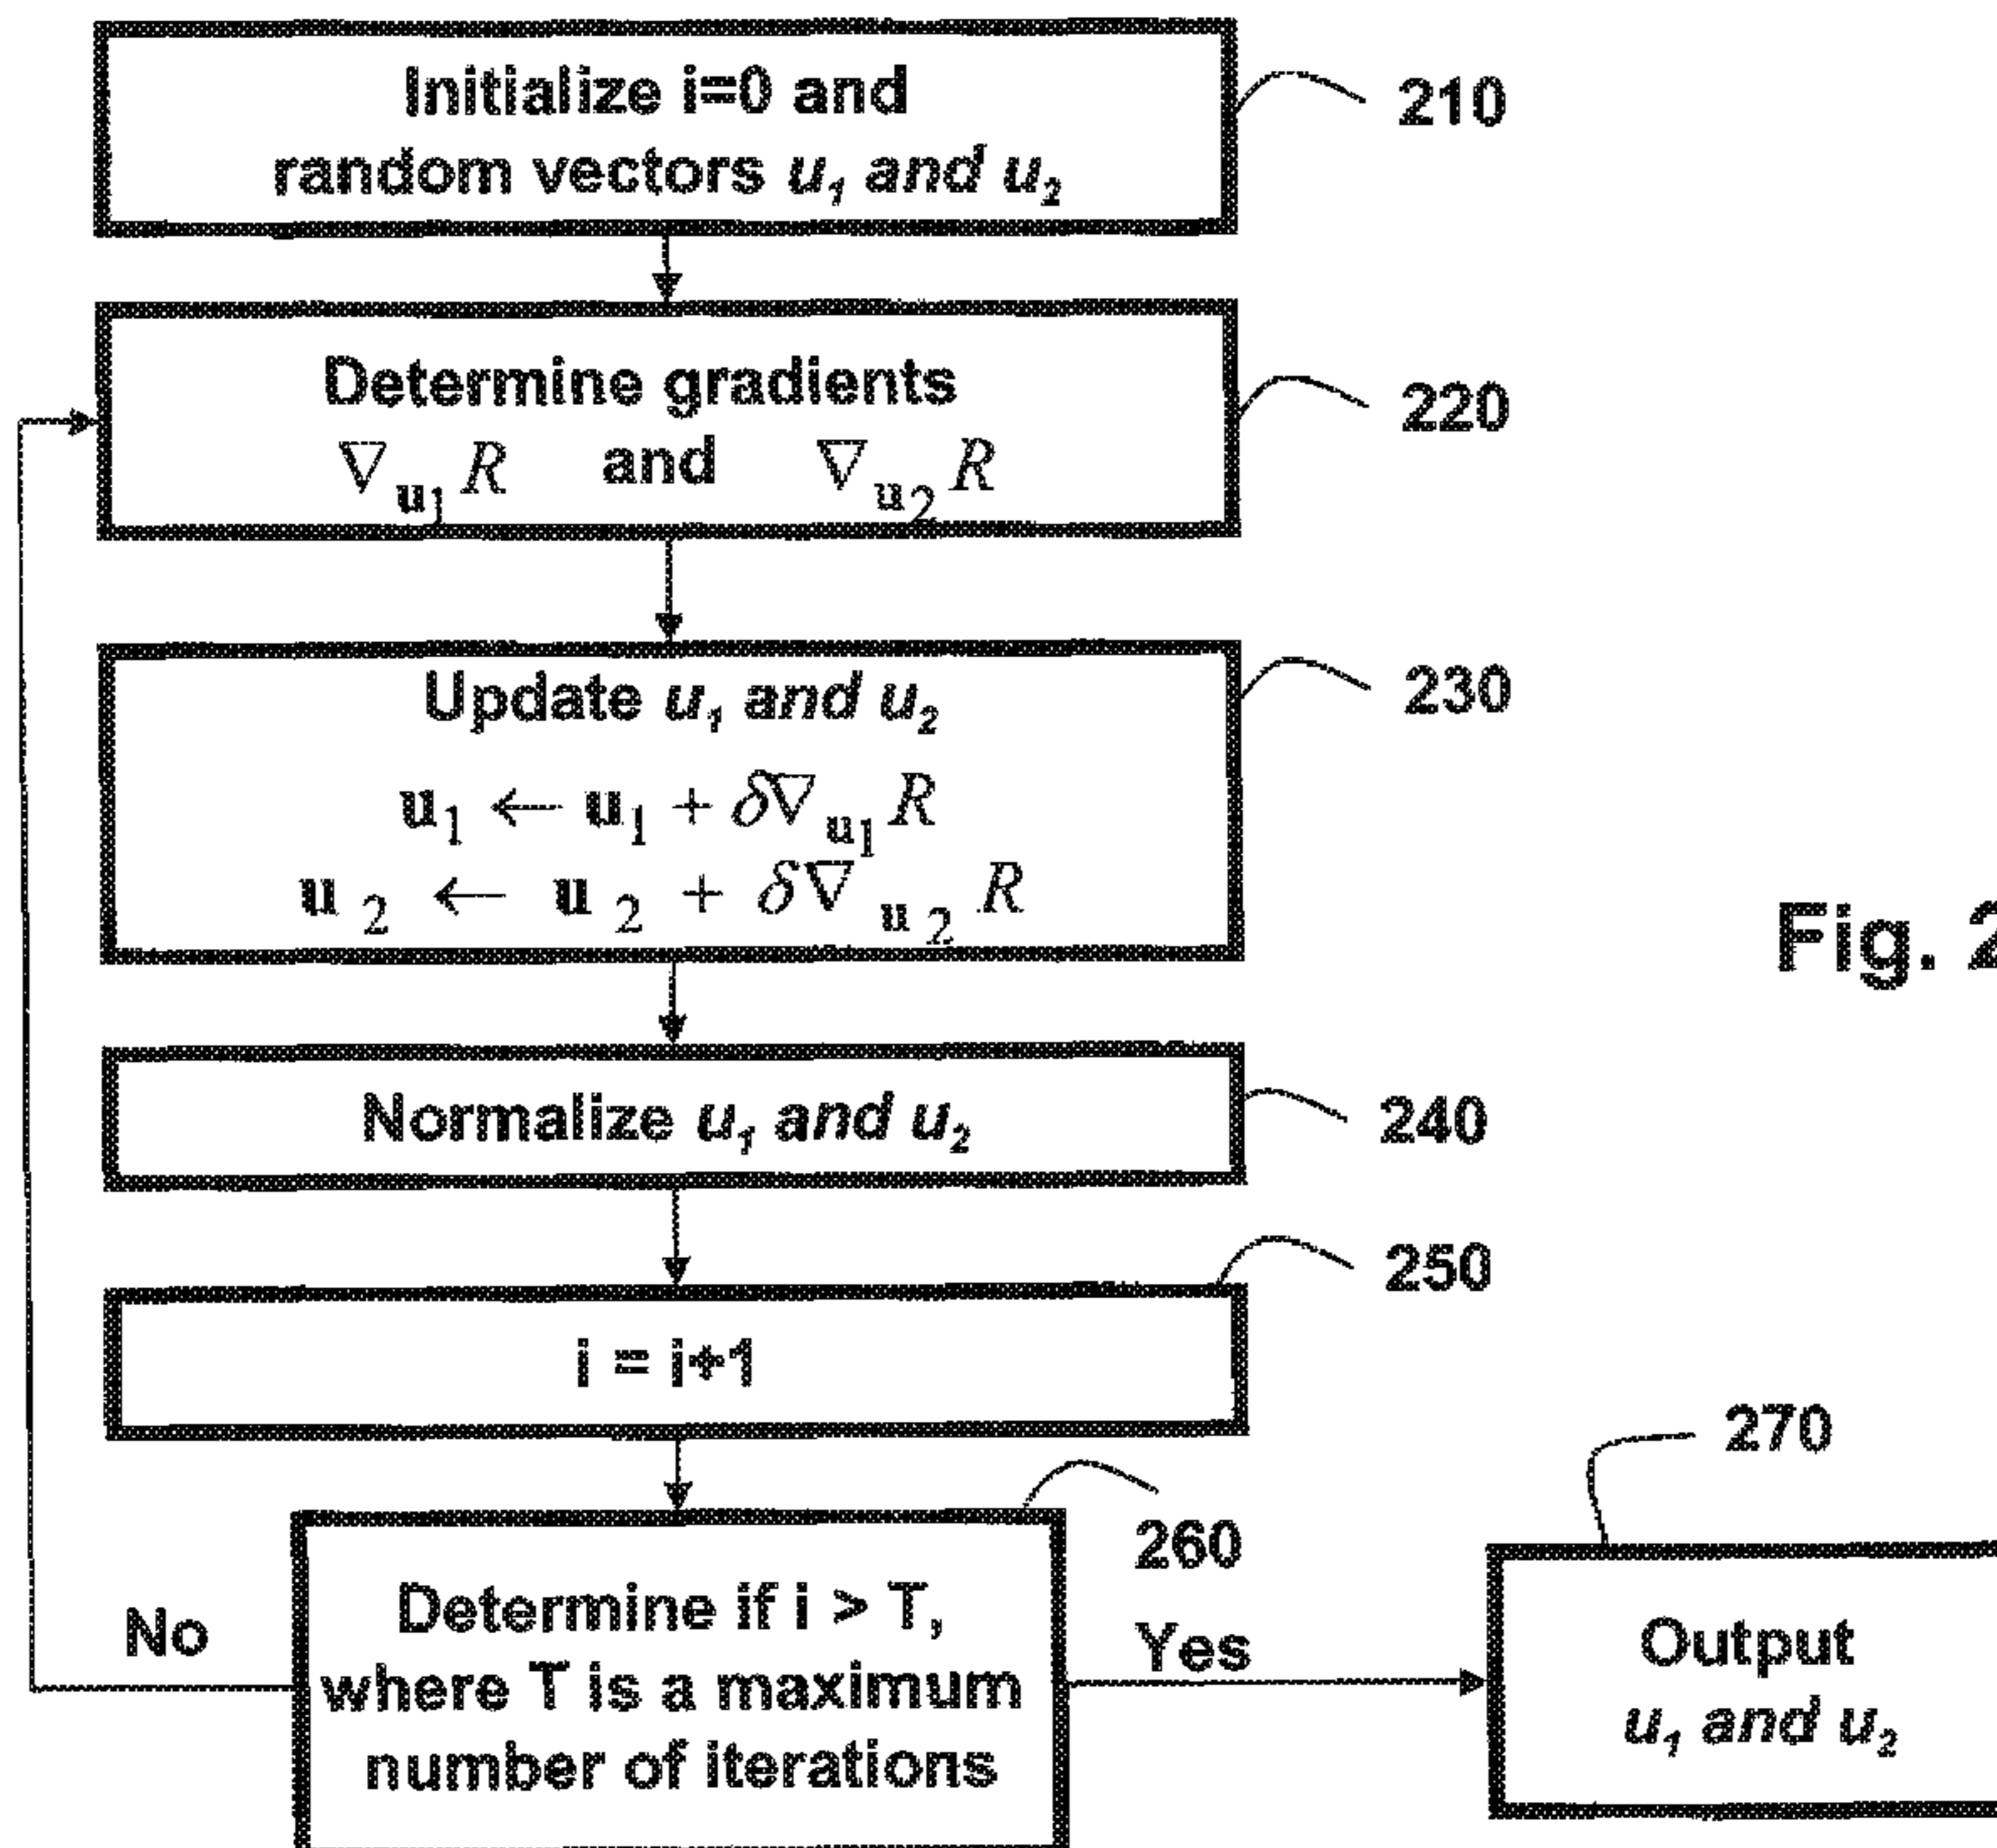 Initialize i=0 and
random vectors u₁ and u₂
210
Determine gradients
∇u₁ R and ∇u₂ R
220
Update u₁ and u₂
u₁ ← u₁ + δ∇u₁ R
u₂ ← u₂ + δ∇u₂ R
230
Fig. 2
Normalize u₁ and u₂
240
i = i+1
250
Determine if i > T,
where T is a maximum
number of iterations
260
No
Yes
270
Output
u₁ and u₂